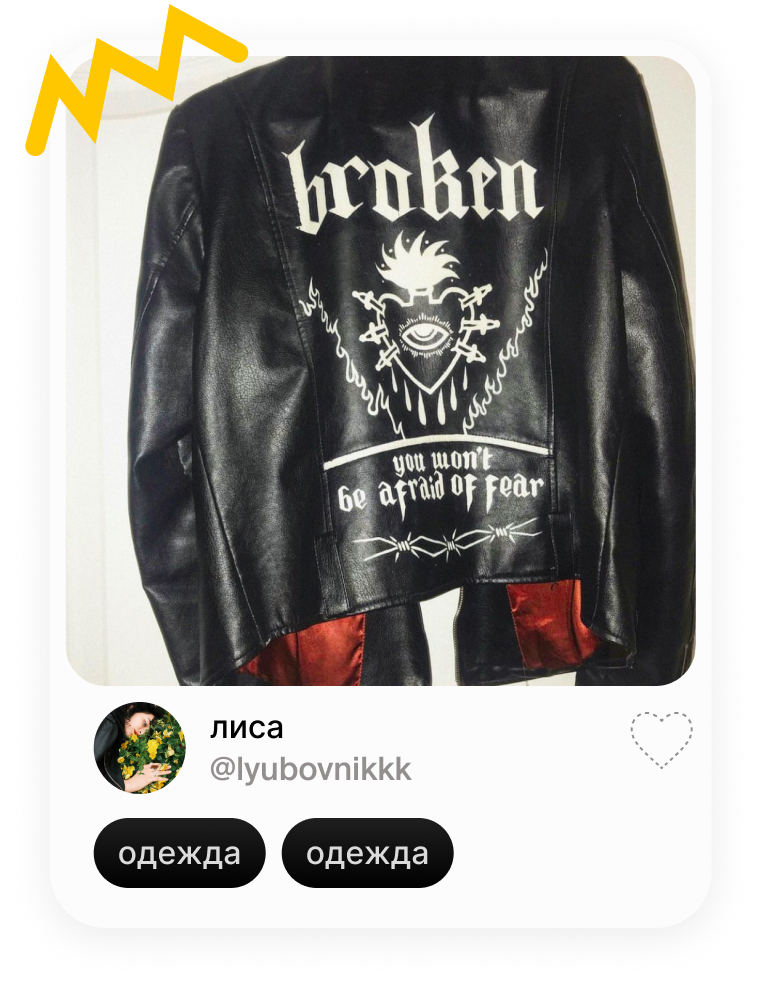 broken
you won't
be afraid of fear
лиса
@lyubovnikkk
одежда одежда